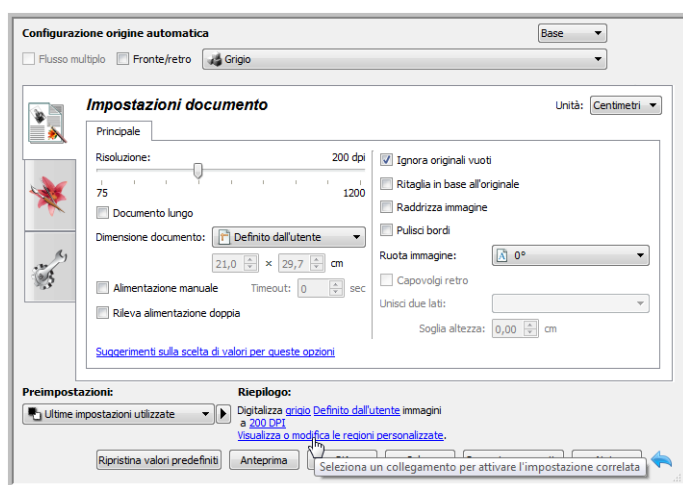 Configurazione origine automatica
Base
Flusso multiplo
Fronte/retro
Grigio
Impostazioni documento
Unità:
Centimetri
Principale
Risoluzione:
200 dpi
75
1200
Documento lungo
Dimensione documento:
Definito dall'utente
21,0 × 29,7 cm
Alimentazione manuale
Timeout: 0 sec
Rileva alimentazione doppia
Suggerimenti sulla scelta di valori per queste opzioni
Ignora originali vuoti
Ritaglia in base all'originale
Raddrizza immagine
Pulisci bordi
Ruota immagine:
0°
Capovolgi retro
Unisci due lati:
Soglia altezza: 0,00 cm
Preimpostazioni:
Ultime impostazioni utilizzate
Riepilogo:
Digitalizza grigio Definito dall'utente immagini
a 200 DPI
Visualizza o modifica le regioni personalizzate.
Ripristina valori predefiniti
Anteprima
Seleziona un collegamento per attivare l'impostazione correlata